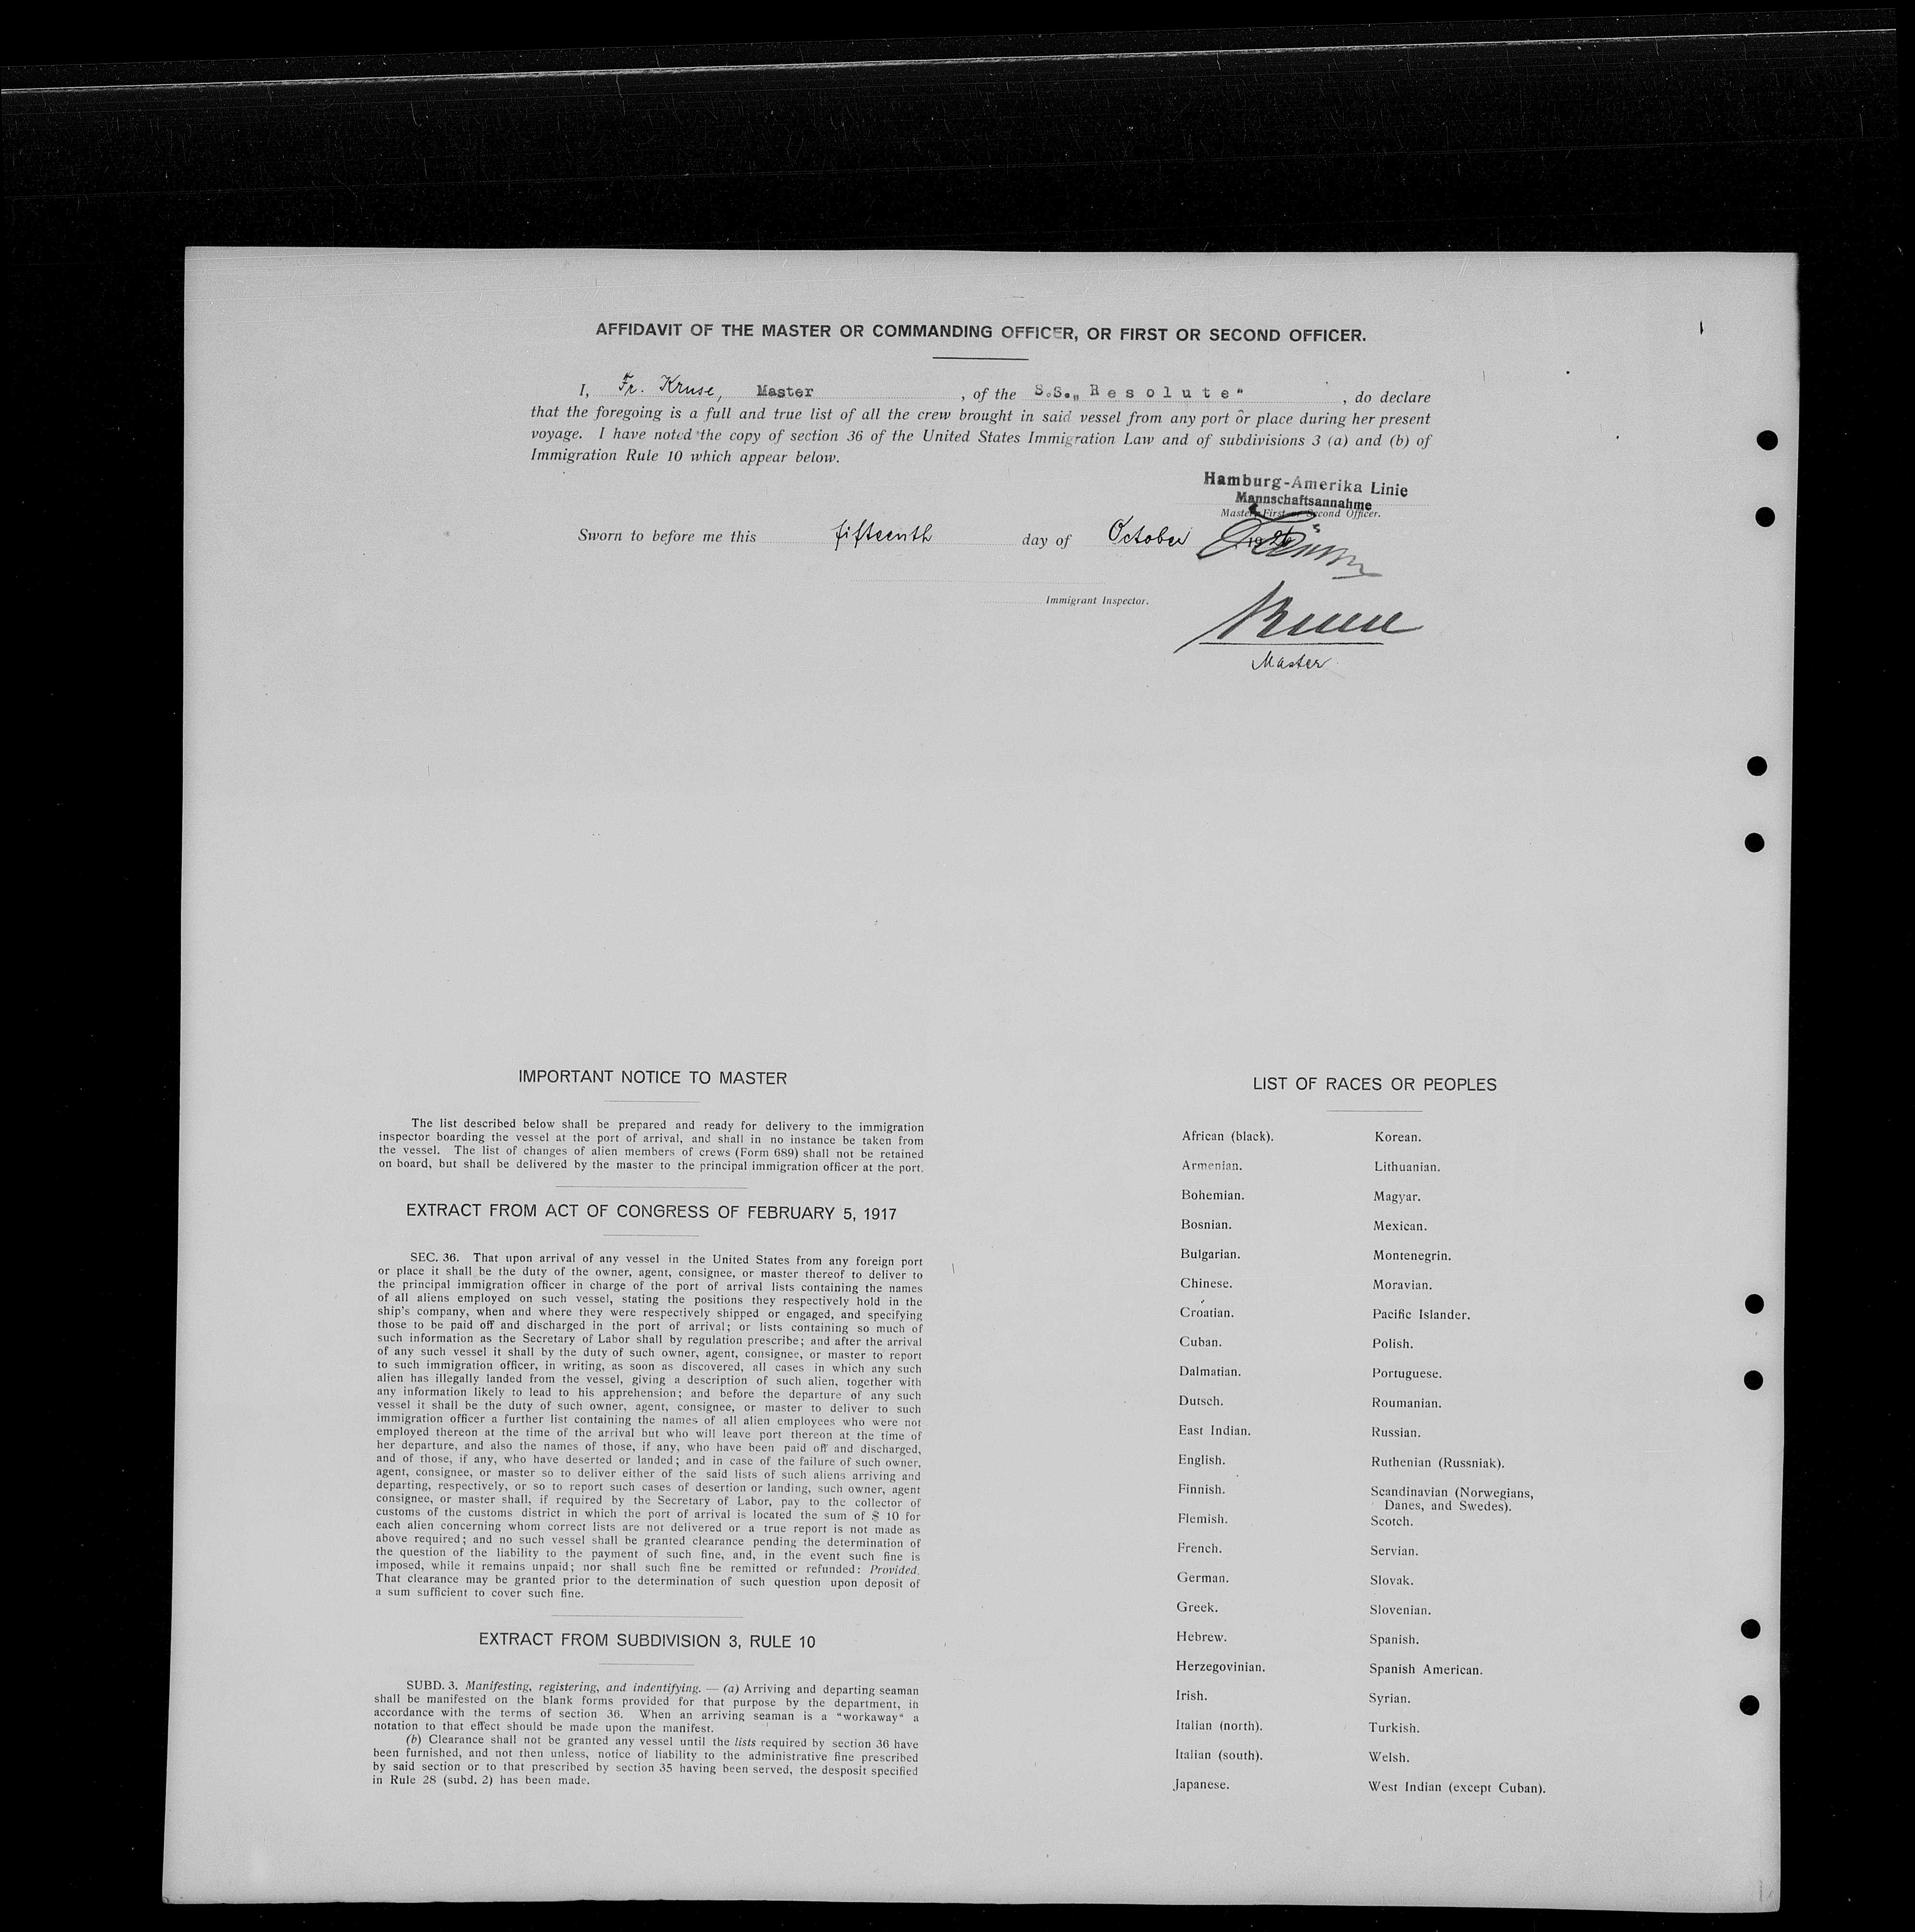 AFFIDAVIT OF THE MASTER OR COMMANDING OFFICER, OR FIRST OR SECOND OFFICER.
I, Fr. Kruse, Master , of the S.S. „Resolute" , do declare
that the foregoing is a full and true list of all the crew brought in said vessel from any port or place during her present
voyage. I have noted the copy of section 36 of the United States Immigration Law and of subdivisions 3 (a) and (b) of
Immigration Rule 10 which appear below.
Hamburg-Amerika Linie
Mannschaftsannahme
Master, First or Second Officer.
Sworn to before me this fifteenth day of October
Immigrant Inspector.
Kruse
Master
IMPORTANT NOTICE TO MASTER
The list described below shall be prepared and ready for delivery to the immigration
inspector boarding the vessel at the port of arrival, and shall in no instance be taken from
the vessel. The list of changes of alien members of crews (Form 689) shall not be retained
on board, but shall be delivered by the master to the principal immigration officer at the port.
EXTRACT FROM ACT OF CONGRESS OF FEBRUARY 5, 1917
SEC. 36. That upon arrival of any vessel in the United States from any foreign port
or place it shall be the duty of the owner, agent, consignee, or master thereof to deliver to
the principal immigration officer in charge of the port of arrival lists containing the names
of all aliens employed on such vessel, stating the positions they respectively hold in the
ship's company, when and where they were respectively shipped or engaged, and specifying
those to be paid off and discharged in the port of arrival; or lists containing so much of
such information as the Secretary of Labor shall by regulation prescribe; and after the arrival
of any such vessel it shall by the duty of such owner, agent, consignee, or master to report
to such immigration officer, in writing, as soon as discovered, all cases in which any such
alien has illegally landed from the vessel, giving a description of such alien, together with
any information likely to lead to his apprehension; and before the departure of any such
vessel it shall be the duty of such owner, agent, consignee, or master to deliver to such
immigration officer a further list containing the names of all alien employees who were not
employed thereon at the time of the arrival but who will leave port thereon at the time of
her departure, and also the names of those, if any, who have been paid off and discharged,
and of those, if any, who have deserted or landed; and in case of the failure of such owner,
agent, consignee, or master so to deliver either of the said lists of such aliens arriving and
departing, respectively, or so to report such cases of desertion or landing, such owner, agent
consignee, or master shall, if required by the Secretary of Labor, pay to the collector of
customs of the customs district in which the port of arrival is located the sum of $ 10 for
each alien concerning whom correct lists are not delivered or a true report is not made as
above required; and no such vessel shall be granted clearance pending the determination of
the question of the liability to the payment of such fine, and, in the event such fine is
imposed, while it remains unpaid; nor shall such fine be remitted or refunded: Provided.
That clearance may be granted prior to the determination of such question upon deposit of
a sum sufficient to cover such fine.
EXTRACT FROM SUBDIVISION 3, RULE 10
SUBD. 3. Manifesting, registering, and indentifying. — (a) Arriving and departing seaman
shall be manifested on the blank forms provided for that purpose by the department, in
accordance with the terms of section 36. When an arriving seaman is a "workaway" a
notation to that effect should be made upon the manifest.
(b) Clearance shall not be granted any vessel until the lists required by section 36 have
been furnished, and not then unless, notice of liability to the administrative fine prescribed
by said section or to that prescribed by section 35 having been served, the desposit specified
in Rule 28 (subd. 2) has been made.
LIST OF RACES OR PEOPLES
African (black).
Armenian.
Bohemian.
Bosnian.
Bulgarian.
Chinese.
Croatian.
Cuban.
Dalmatian.
Dutsch.
East Indian.
English.
Finnish.
Flemish.
French.
German.
Greek.
Hebrew.
Herzegovinian.
Irish.
Italian (north).
Italian (south).
Japanese.
Korean.
Lithuanian.
Magyar.
Mexican.
Montenegrin.
Moravian.
Pacific Islander.
Polish.
Portuguese.
Roumanian.
Russian.
Ruthenian (Russniak).
Scandinavian (Norwegians,
Danes, and Swedes).
Scotch.
Servian.
Slovak.
Slovenian.
Spanish.
Spanish American.
Syrian.
Turkish.
Welsh.
West Indian (except Cuban).